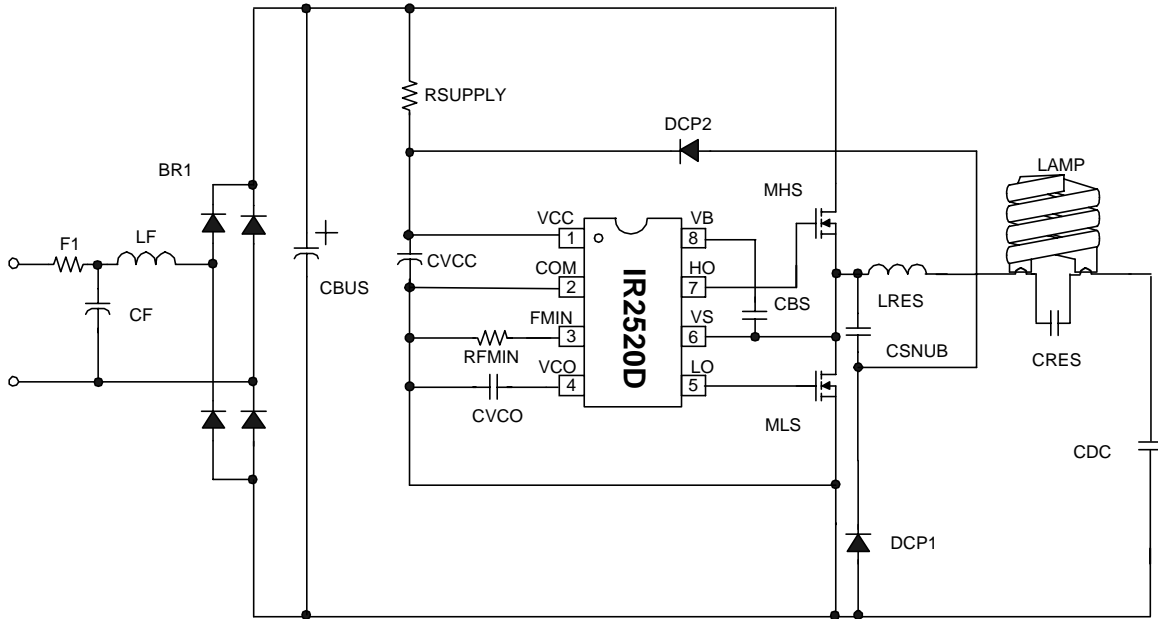 RSUPPLY
DCP2
LAMP
BR1
MHS
F1
LF
VCC
VB
1
8
CVCC
CBUS
COM
HO
2
7
LRES
CBS
CF
FMIN
VS
3
6
RFMIN
CSNUB
CRES
VCO
LO
4
5
CVCO
MLS
IR2520D
CDC
DCP1